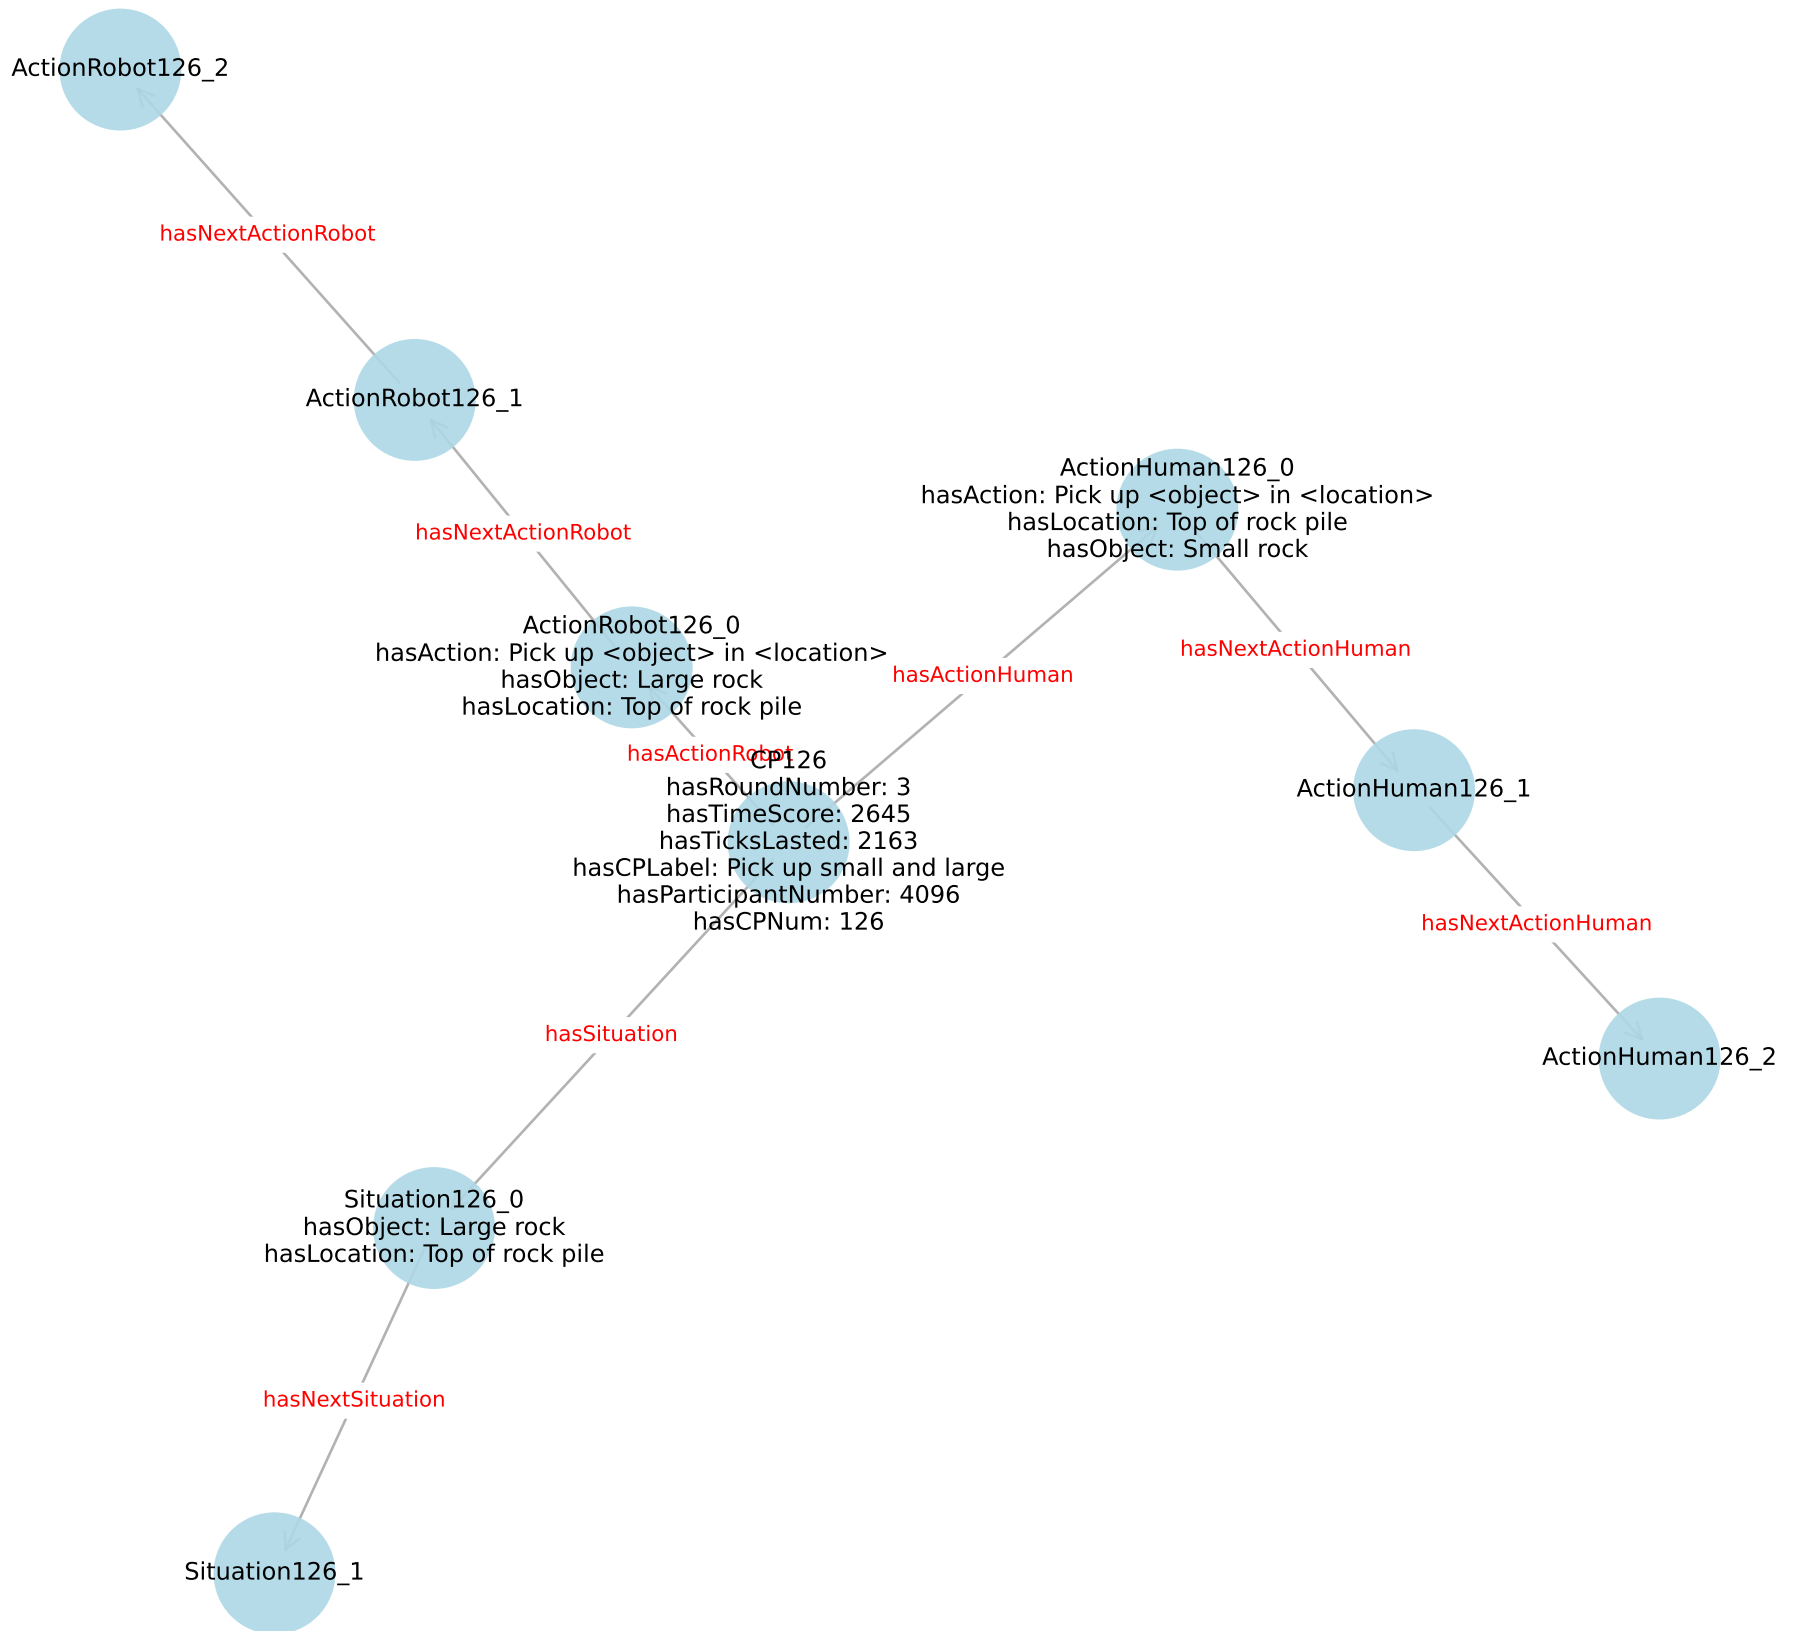 ActionRobot126_2
hasNextActionRobot
ActionRobot126_1
hasNextActionRobot
ActionHuman126_0
hasAction: Pick up <object> in <location>
hasLocation: Top of rock pile
hasObject: Small rock
ActionRobot126_0
hasAction: Pick up <object> in <location>
hasObject: Large rock
hasLocation: Top of rock pile
hasNextActionHuman
hasActionHuman
hasActionRobot
CP126
hasRoundNumber: 3
hasTimeScore: 2645
hasTicksLasted: 2163
hasCPLabel: Pick up small and large
hasParticipantNumber: 4096
hasCPNum: 126
ActionHuman126_1
hasNextActionHuman
hasSituation
ActionHuman126_2
Situation126_0
hasObject: Large rock
hasLocation: Top of rock pile
hasNextSituation
Situation126_1